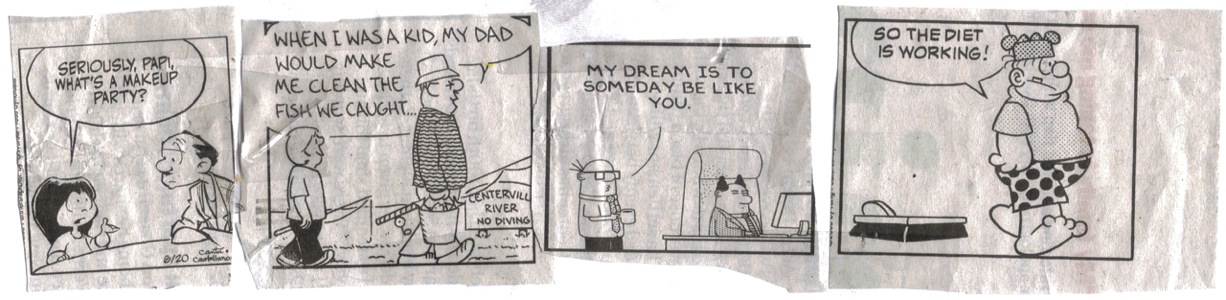 SERIOUSLY, PAPI,
WHAT'S A MAKEUP
PARTY?
6/20
WHEN I WAS A KID, MY DAD
WOULD MAKE
ME CLEAN THE
FISH WE CAUGHT...
CENTERVILL
RIVER
NO DIVING
MY DREAM IS TO
SOMEDAY BE LIKE
YOU.
SO THE DIET
IS WORKING!